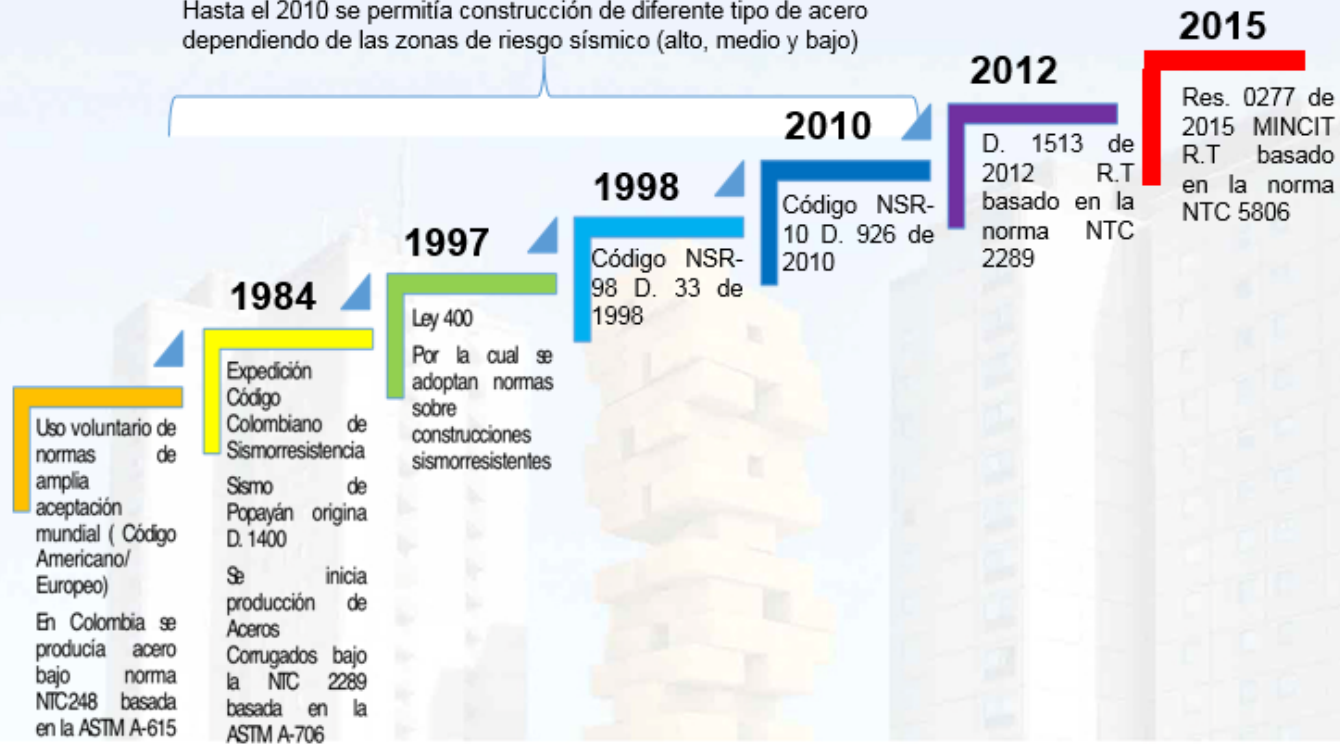 Hasta el 2010 se permitía construcción de diferente tipo de acero
dependiendo de las zonas de riesgo sísmico (alto, medio y bajo)
Uso voluntario de
normas de
amplia
aceptación
mundial ( Código
Americano/
Europeo)
En Colombia se
producía acero
bajo norma
NTC248 basada
en la ASTM A-615
1984
Expedición
Código
Colombiano de
Sismorresistencia
Sismo de
Popayán origina
D. 1400
Se inicia
producción de
Aceros
Corrugados bajo
la NTC 2289
basada en la
ASTM A-706
1997
Ley 400
Por la cual se
adoptan normas
sobre
construcciones
sismorresistentes
1998
Código NSR-
98 D. 33 de
1998
2010
Código NSR-
10 D. 926 de
2010
2012
D. 1513 de
2012 R.T
basado en la
norma NTC
2289
2015
Res. 0277 de
2015 MINCIT
R.T basado
en la norma
NTC 5806